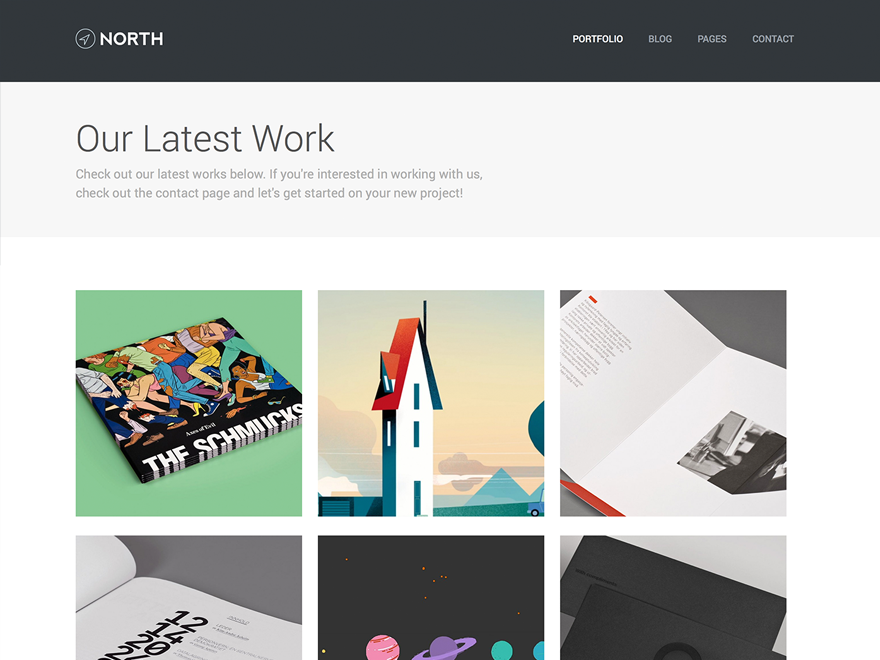 NORTH
PORTFOLIO BLOG PAGES CONTACT
Our Latest Work
Check out our latest works below. If you're interested in working with us,
check out the contact page and let's get started on your new project!
Axes of Evil
THE SCHMUCKS